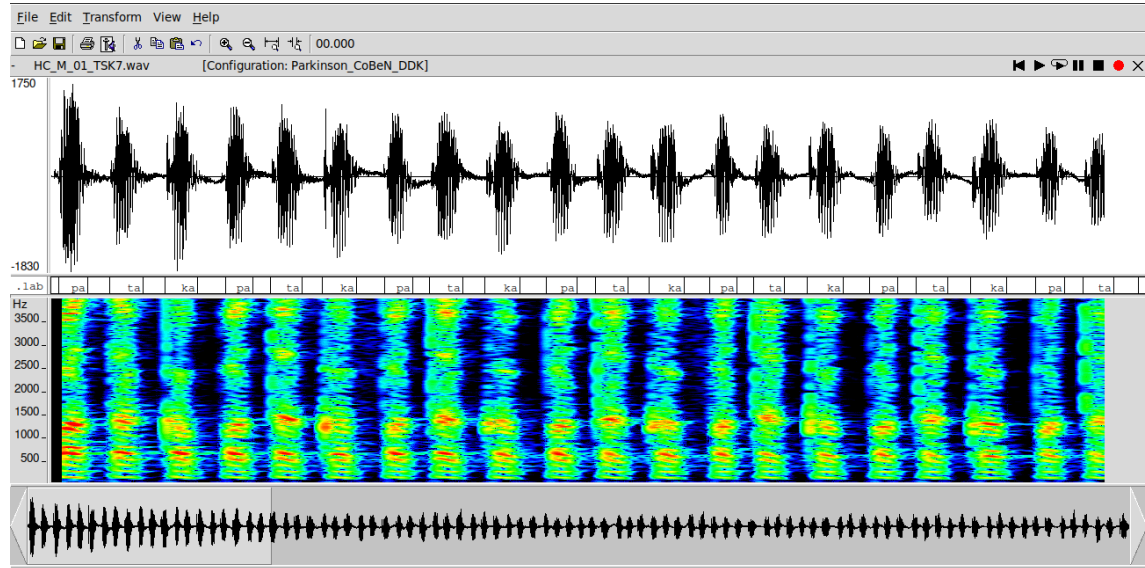 File Edit Transform View Help
00.000
- HC_M_01_TSK7.wav [Configuration: Parkinson_CoBeN_DDK]
1750
-1830
.lab pa ta ka pa ta ka pa ta ka pa ta ka pa ta ka pa ta ka pa ta
Hz
3500
3000
2500
2000
1500
1000
500